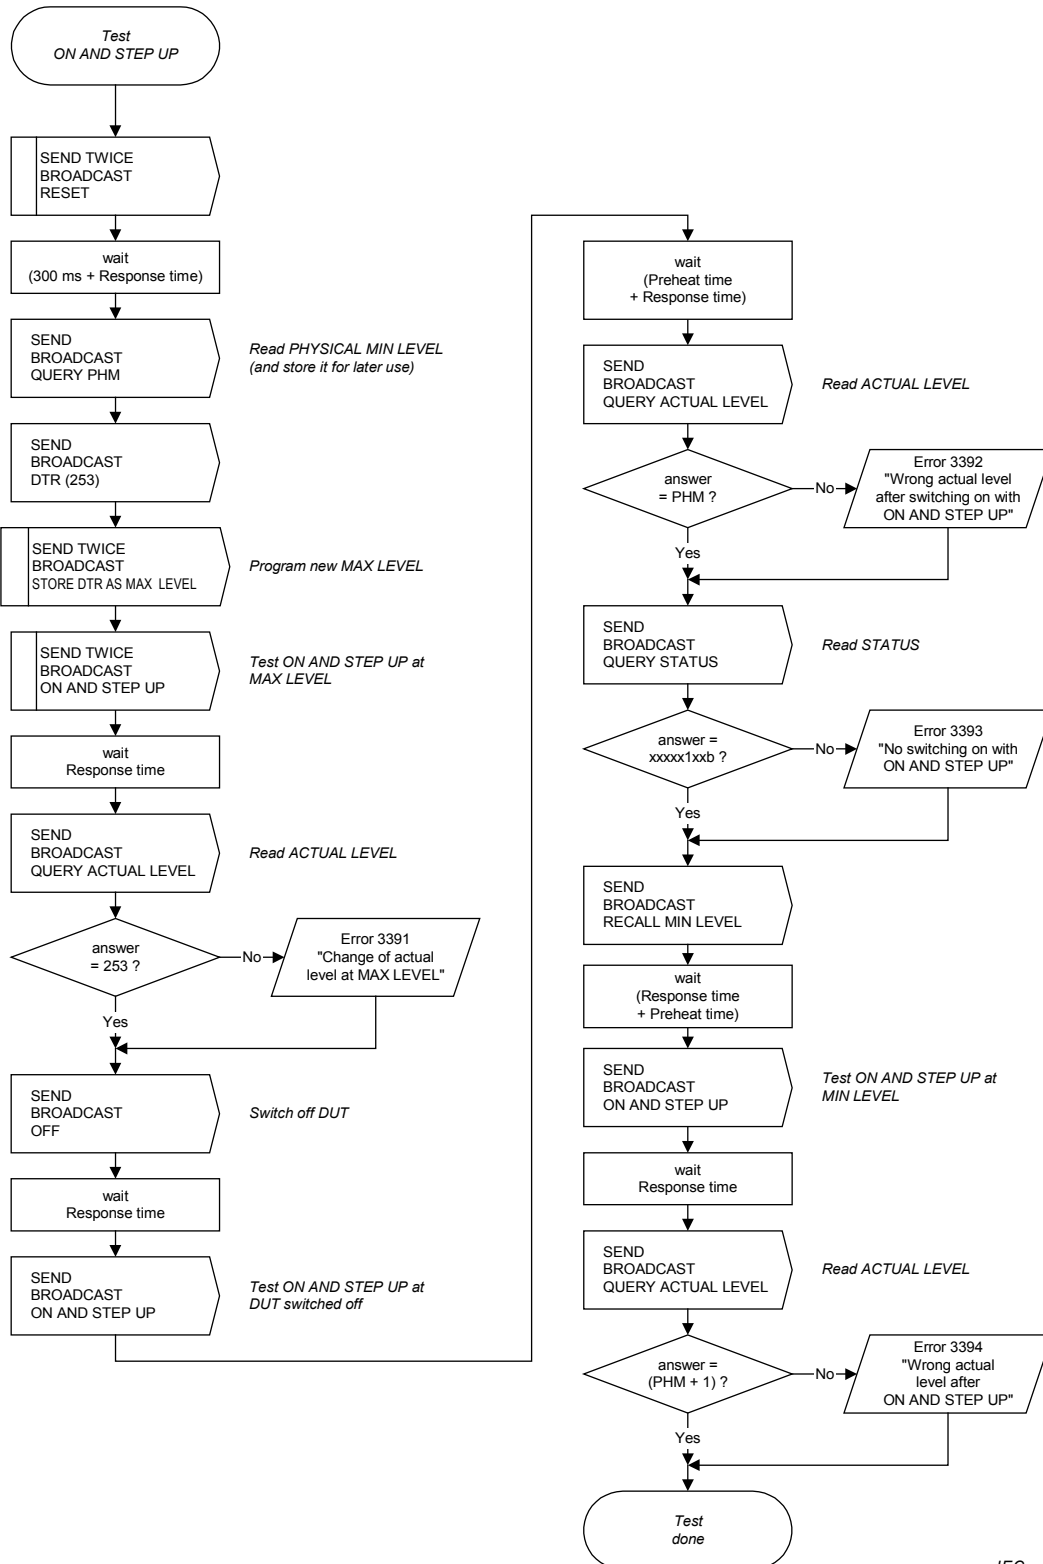 Test
ON AND STEP UP
SEND TWICE
BROADCAST
RESET
wait
(300 ms + Response time)
SEND
BROADCAST
QUERY PHM
Read PHYSICAL MIN LEVEL
(and store it for later use)
SEND
BROADCAST
DTR (253)
SEND TWICE
BROADCAST
STORE DTR AS MAX LEVEL
Program new MAX LEVEL
SEND TWICE
BROADCAST
ON AND STEP UP
Test ON AND STEP UP at
MAX LEVEL
wait
Response time
SEND
BROADCAST
QUERY ACTUAL LEVEL
Read ACTUAL LEVEL
answer
= 253 ?
No
Error 3391
"Change of actual
level at MAX LEVEL"
Yes
SEND
BROADCAST
OFF
Switch off DUT
wait
Response time
SEND
BROADCAST
ON AND STEP UP
Test ON AND STEP UP at
DUT switched off
wait
(Preheat time
+ Response time)
SEND
BROADCAST
QUERY ACTUAL LEVEL
Read ACTUAL LEVEL
answer
= PHM ?
No
Error 3392
"Wrong actual level
after switching on with
ON AND STEP UP"
Yes
SEND
BROADCAST
QUERY STATUS
Read STATUS
answer =
xxxxx1xxb ?
No
Error 3393
"No switching on with
ON AND STEP UP"
Yes
SEND
BROADCAST
RECALL MIN LEVEL
wait
(Response time
+ Preheat time)
SEND
BROADCAST
ON AND STEP UP
Test ON AND STEP UP at
MIN LEVEL
wait
Response time
SEND
BROADCAST
QUERY ACTUAL LEVEL
Read ACTUAL LEVEL
answer =
(PHM + 1) ?
No
Error 3394
"Wrong actual
level after
ON AND STEP UP"
Yes
Test
done